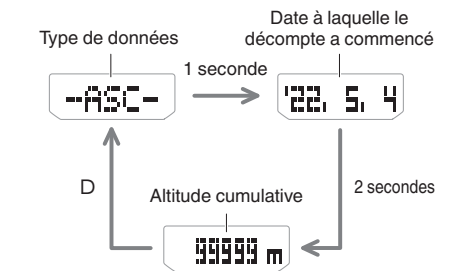 Type de données
Date à laquelle le
décompte a commencé
--ASC-
1 seconde
'22. 5. 4
D
2 secondes
Altitude cumulative
99999 m